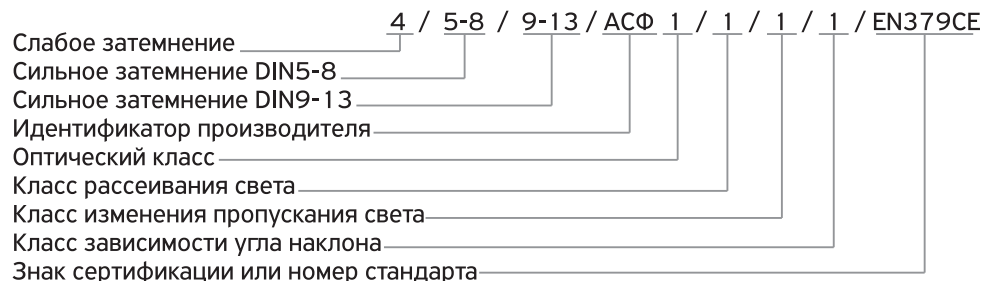 4 / 5-8 / 9-13 / АСФ 1 / 1 / 1 / 1 / EN379CE
Слабое затемнение
Сильное затемнение DIN5-8
Сильное затемнение DIN9-13
Идентификатор производителя
Оптический класс
Класс рассеивания света
Класс изменения пропускания света
Класс зависимости угла наклона
Знак сертификации или номер стандарта